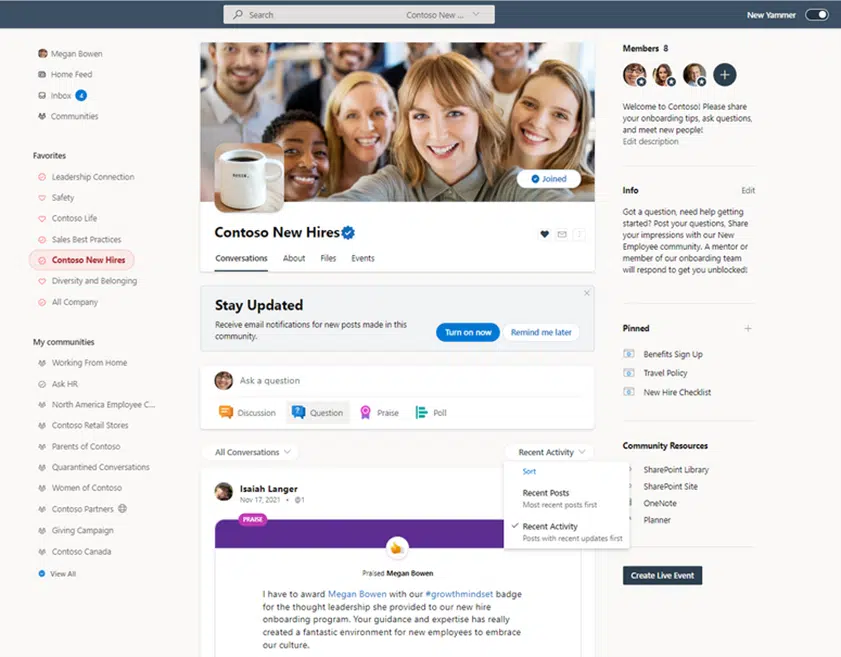 Search
Contoso New ...
New Yammer
Megan Bowen
Home Feed
Inbox 4
Communities
Favorites
Leadership Connection
Safety
Contoso Life
Sales Best Practices
Contoso New Hires
Diversity and Belonging
All Company
My communities
Working From Home
Ask HR
North America Employee C...
Contoso Retail Stores
Parents of Contoso
Quarantined Conversations
Women of Contoso
Contoso Partners
Giving Campaign
Contoso Canada
View All
Joined
Contoso New Hires
Conversations About Files Events
Stay Updated
Receive email notifications for new posts made in this
community.
Turn on now
Remind me later
Ask a question
Discussion Question Praise Poll
All Conversations
Recent Activity
Sort
Recent Posts
Most recent posts first
Recent Activity
Posts with recent updates first
Isaiah Langer
Nov 17, 2021 • @1
PRAISE
Praised Megan Bowen
I have to award Megan Bowen with our #growthmindset badge
for the thought leadership she provided to our new hire
onboarding program. Your guidance and expertise has really
created a fantastic environment for new employees to embrace
our culture.
Members 8
Welcome to Contoso! Please share
your onboarding tips, ask questions,
and meet new people!
Edit description
Info Edit
Got a question, need help getting
started? Post your questions, Share
your impressions with our New
Employee community. A mentor or
member of our onboarding team
will respond to get you unblocked!
Pinned
Benefits Sign Up
Travel Policy
New Hire Checklist
Community Resources
SharePoint Library
SharePoint Site
OneNote
Planner
Create Live Event